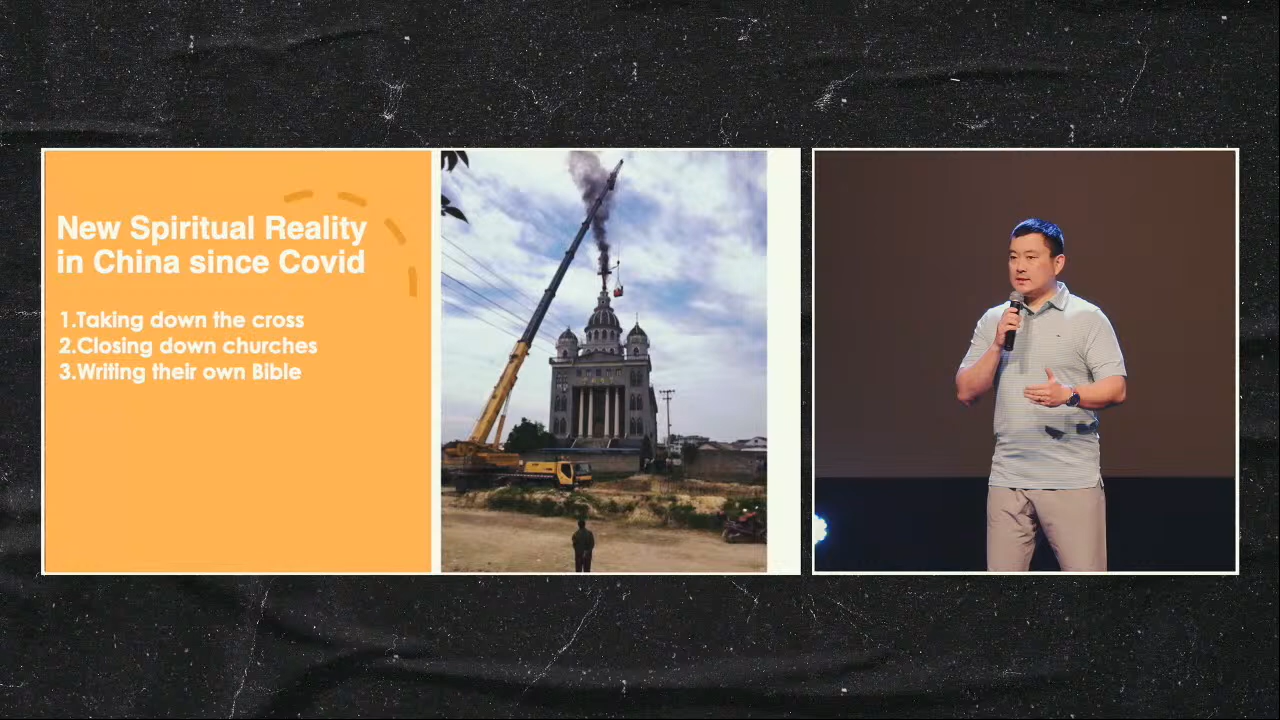 New Spiritual Reality
in China since Covid
1.Taking down the cross
2.Closing down churches
3.Writing their own Bible